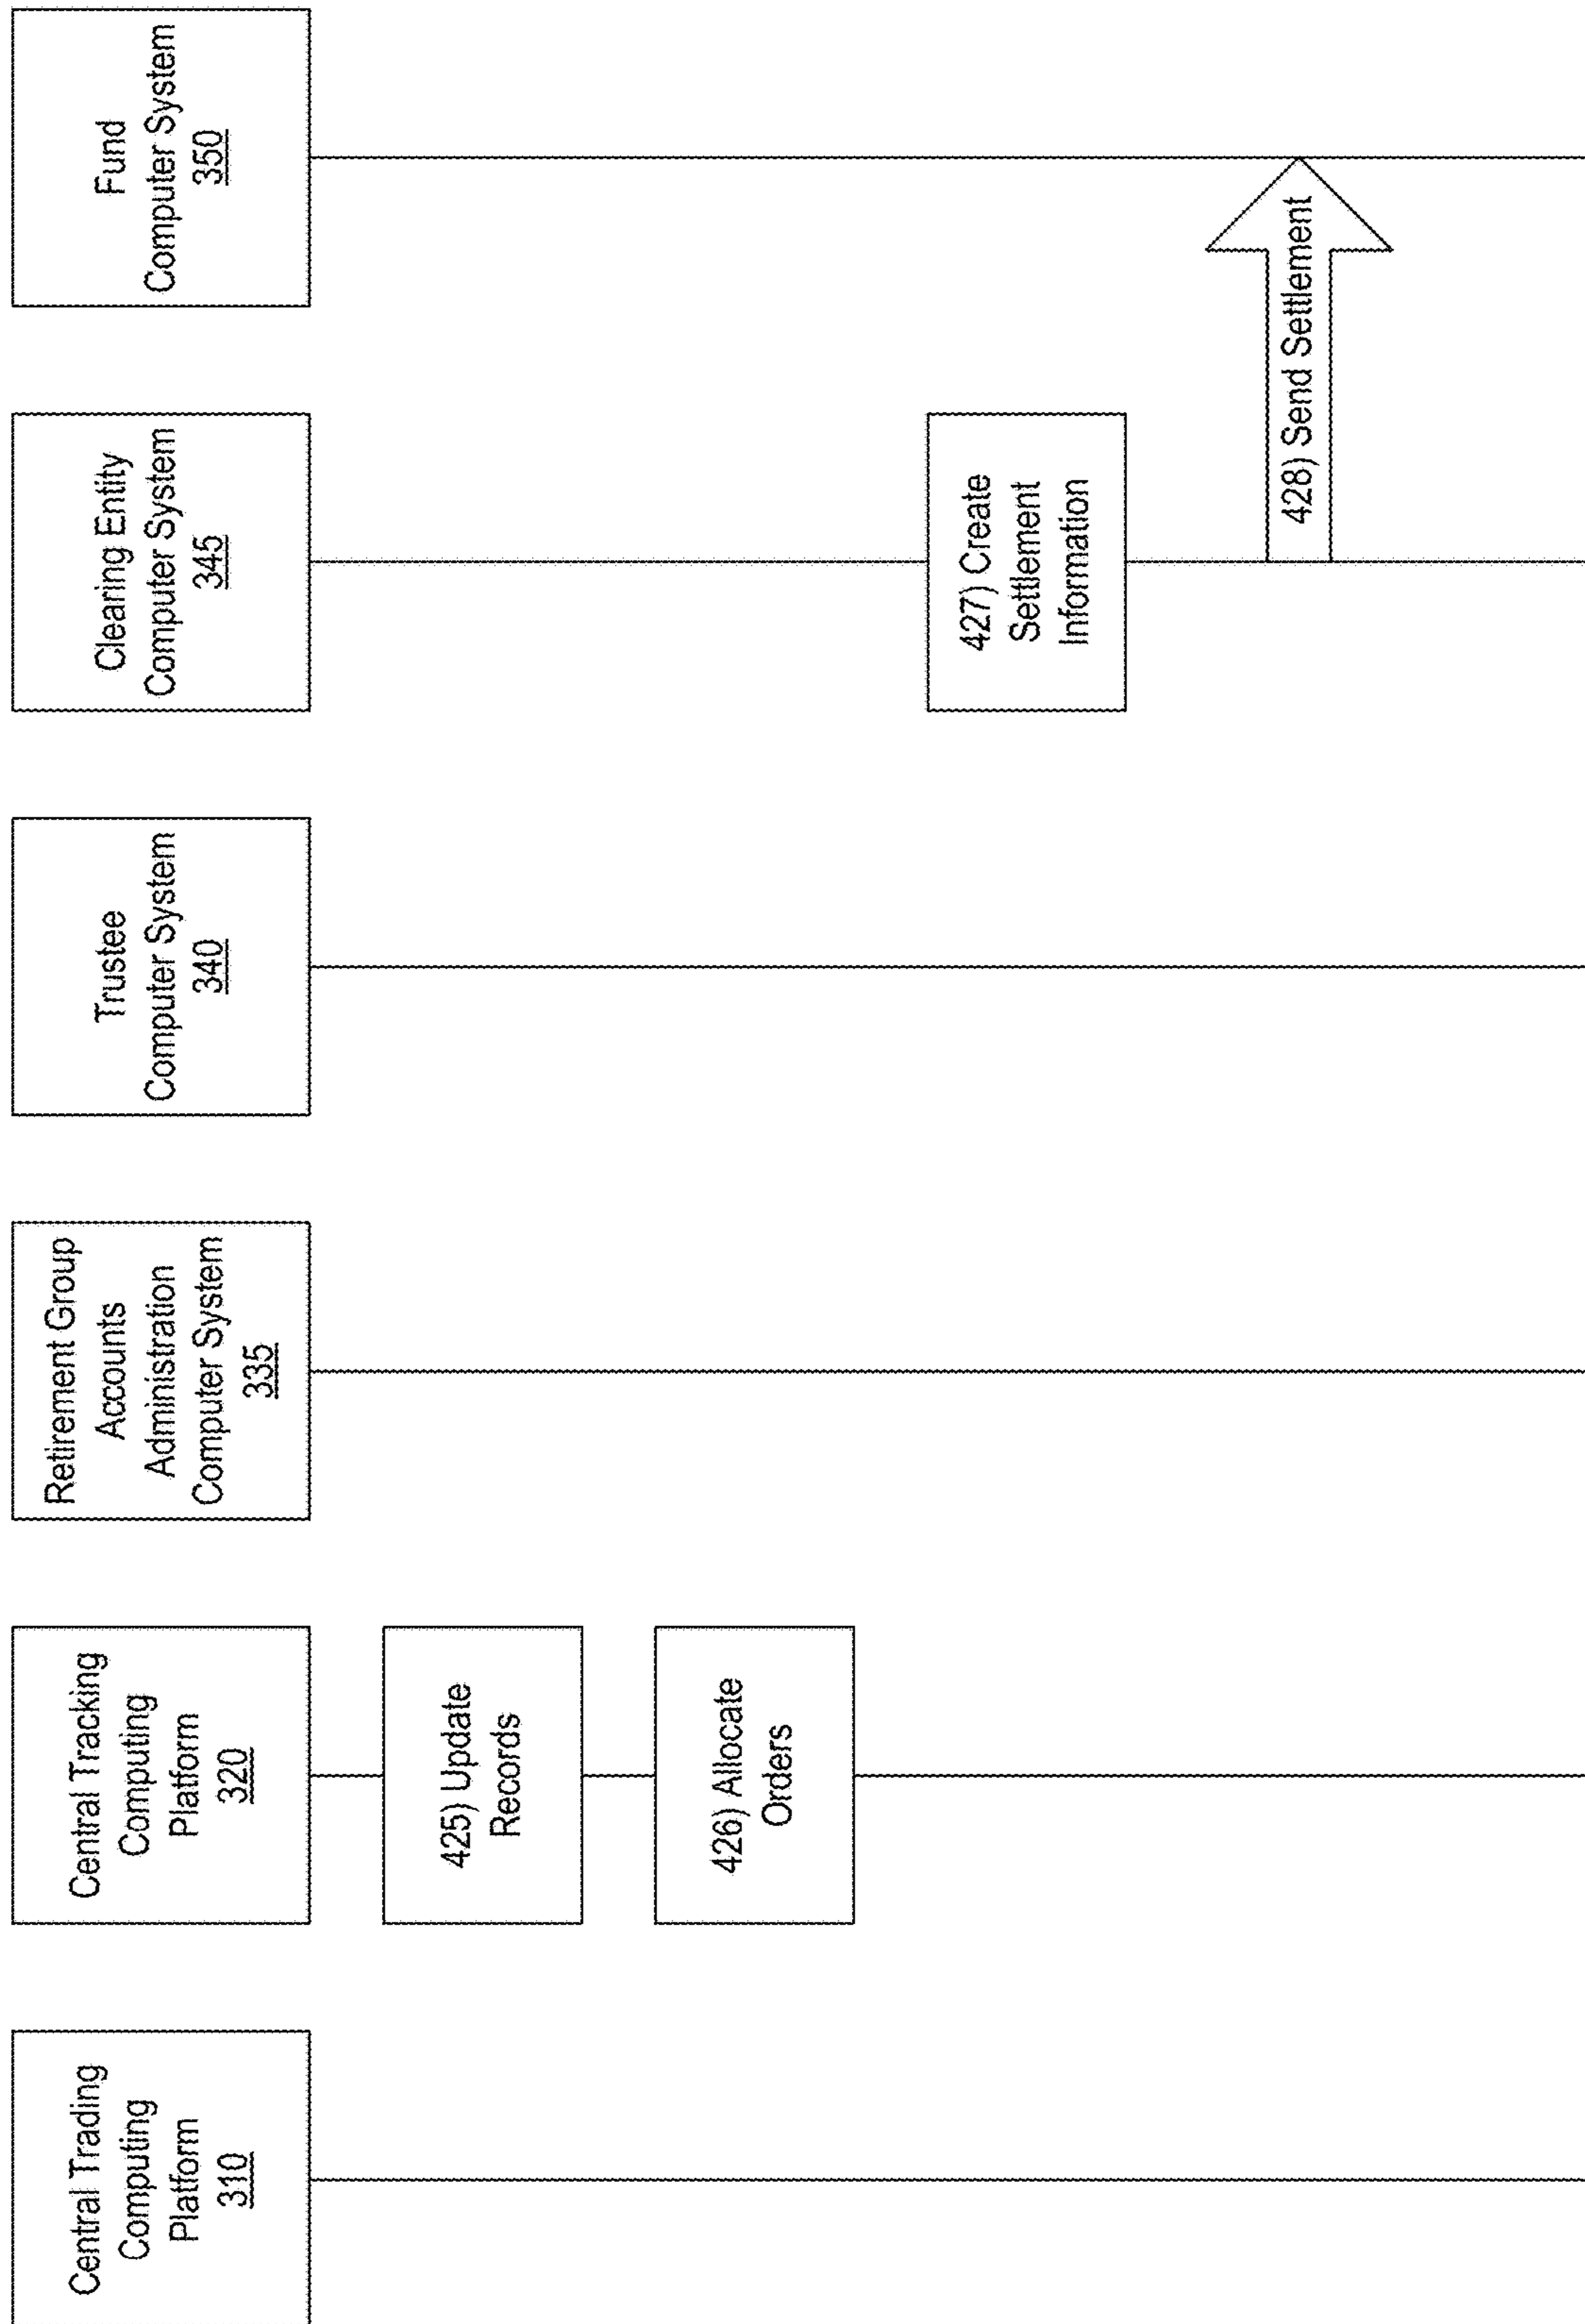 Central Trading
Computing
Platform
310
Central Tracking
Computing
Platform
320
Retirement Group
Accounts
Administration
Computer System
335
Trustee
Computer System
340
Clearing Entity
Computer System
345
Fund
Computer System
350
425) Update
Records
426) Allocate
Orders
427) Create
Settlement
Information
428) Send Settlement